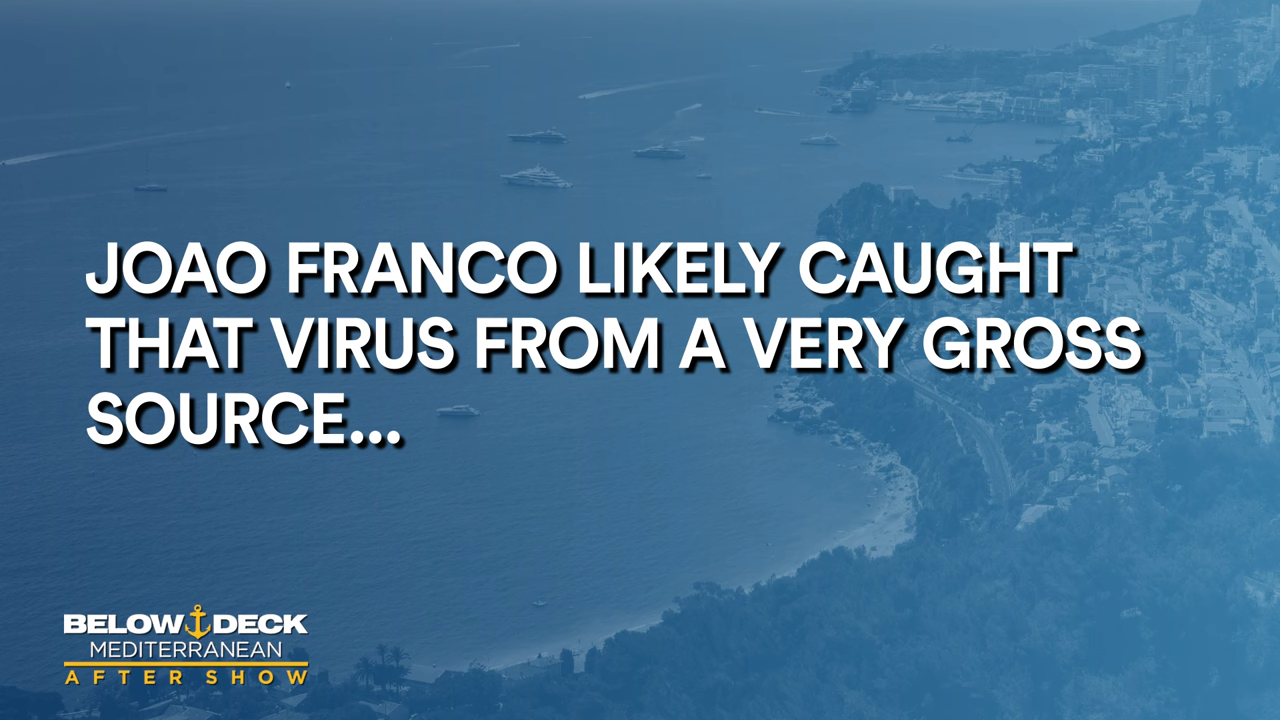 JOAO FRANCO LIKELY CAUGHT
THAT VIRUS FROM A VERY GROSS
SOURCE...
BELOW DECK
MEDITERRANEAN
AFTER SHOW